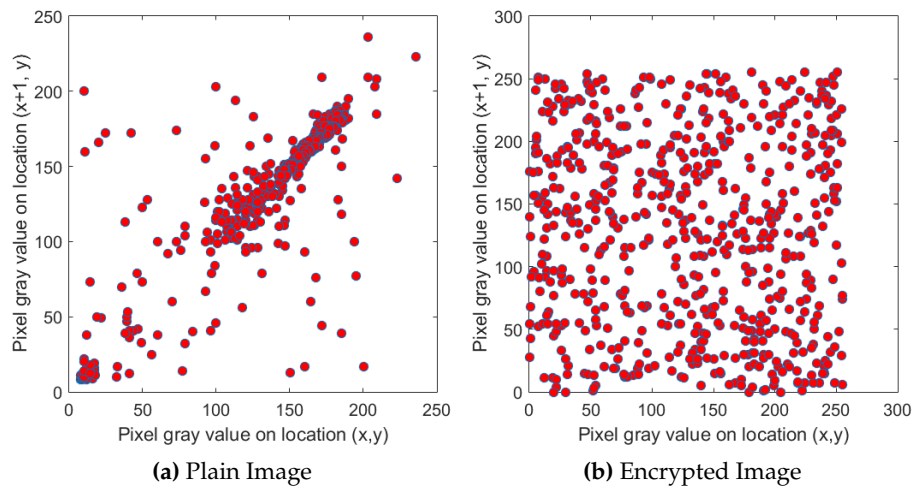 250
200
150
100
50
0
Pixel gray value on location (x+1, y)
0 50 100 150 200 250
Pixel gray value on location (x,y)
(a) Plain Image
300
250
200
150
100
50
0
Pixel gray value on location (x+1, y)
0 50 100 150 200 250 300
Pixel gray value on location (x,y)
(b) Encrypted Image